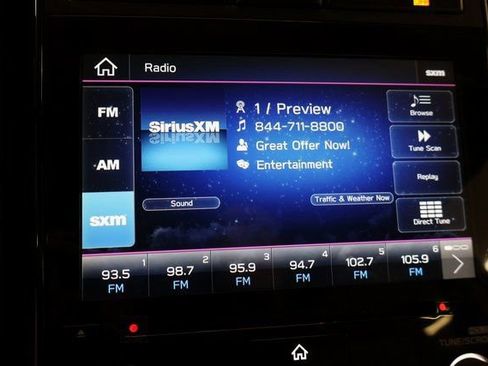 Radio
sxm
FM
AM
sxm
SiriusXM
1 / Preview
844-711-8800
Great Offer Now!
Entertainment
Browse
Tune Scan
Replay
Direct Tune
Sound
Traffic & Weather Now
1
93.5
FM
2
98.7
FM
3
95.9
FM
4
94.7
FM
5
102.7
FM
6
105.9
FM
TUNE/SCRO